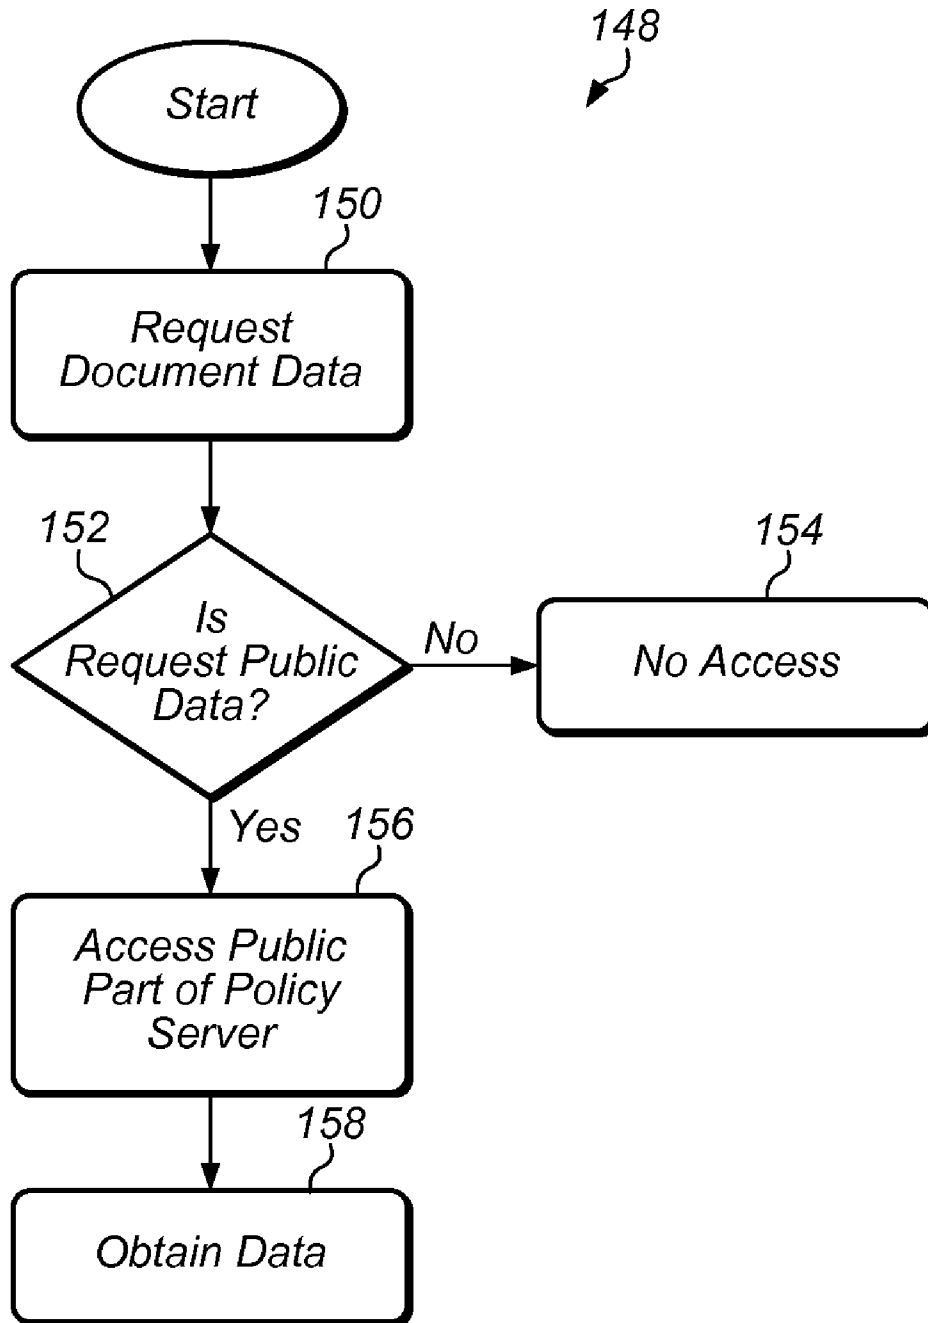 148
Start
150
Request
Document Data
152
Is
Request Public
Data?
No
154
No Access
Yes
156
Access Public
Part of Policy
Server
158
Obtain Data